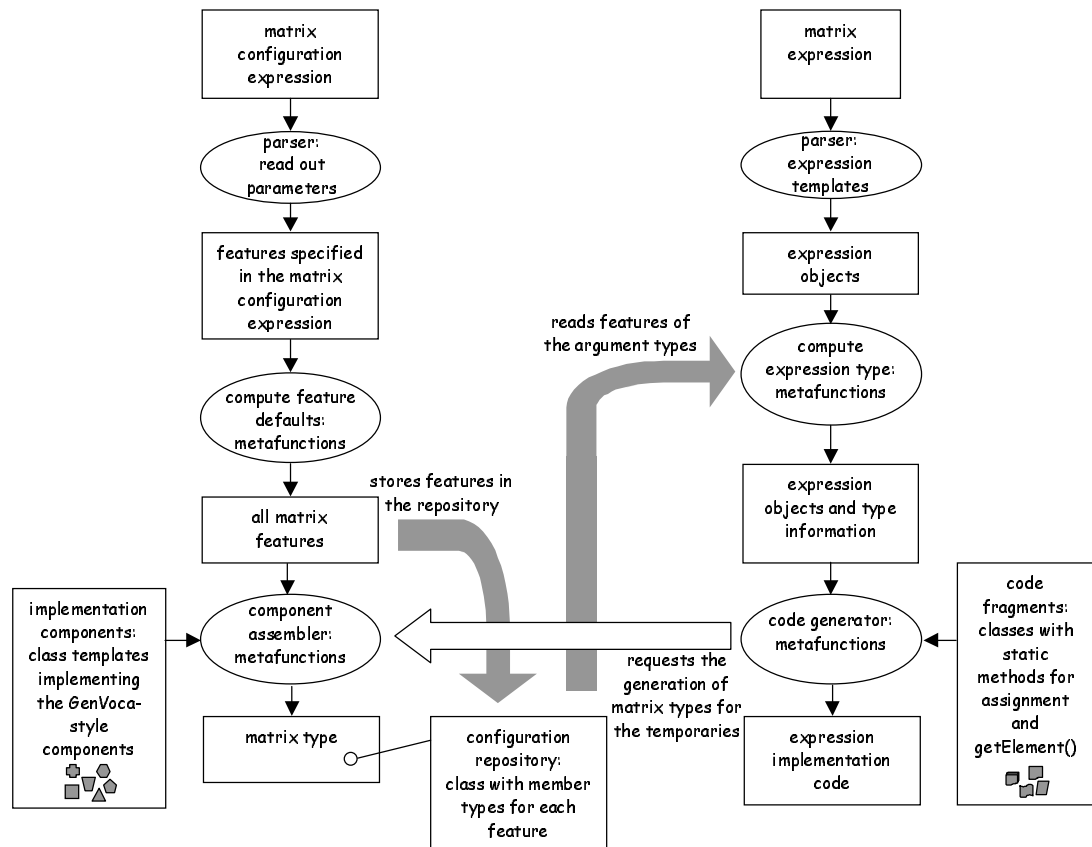 matrix
configuration
expression
parser:
read out
parameters
features specified
in the matrix
configuration
expression
compute feature
defaults:
metafunctions
all matrix
features
component
assembler:
metafunctions
matrix type
implementation
components:
class templates
implementing
the GenVoca-
style
components
stores features in
the repository
configuration
repository:
class with member
types for each
feature
reads features of
the argument types
requests the
generation of
matrix types for
the temporaries
matrix
expression
parser:
expression
templates
expression
objects
compute
expression type:
metafunctions
expression
objects and type
information
code generator:
metafunctions
expression
implementation
code
code
fragments:
classes with
static
methods for
assignment
and
getElement()